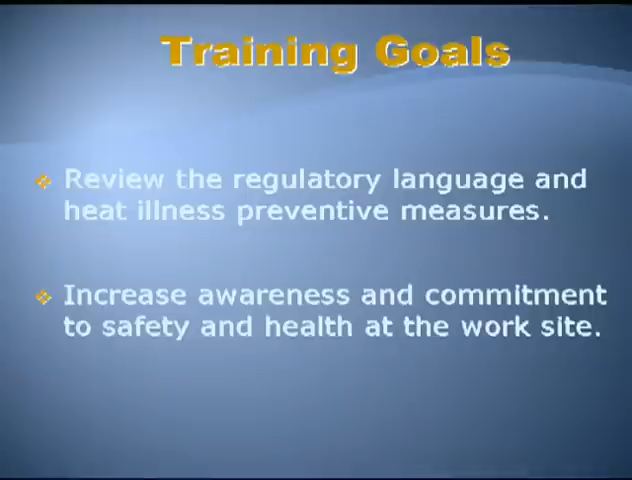 Training Goals
Review the regulatory language and
heat illness preventive measures.
Increase awareness and commitment
to safety and health at the work site.